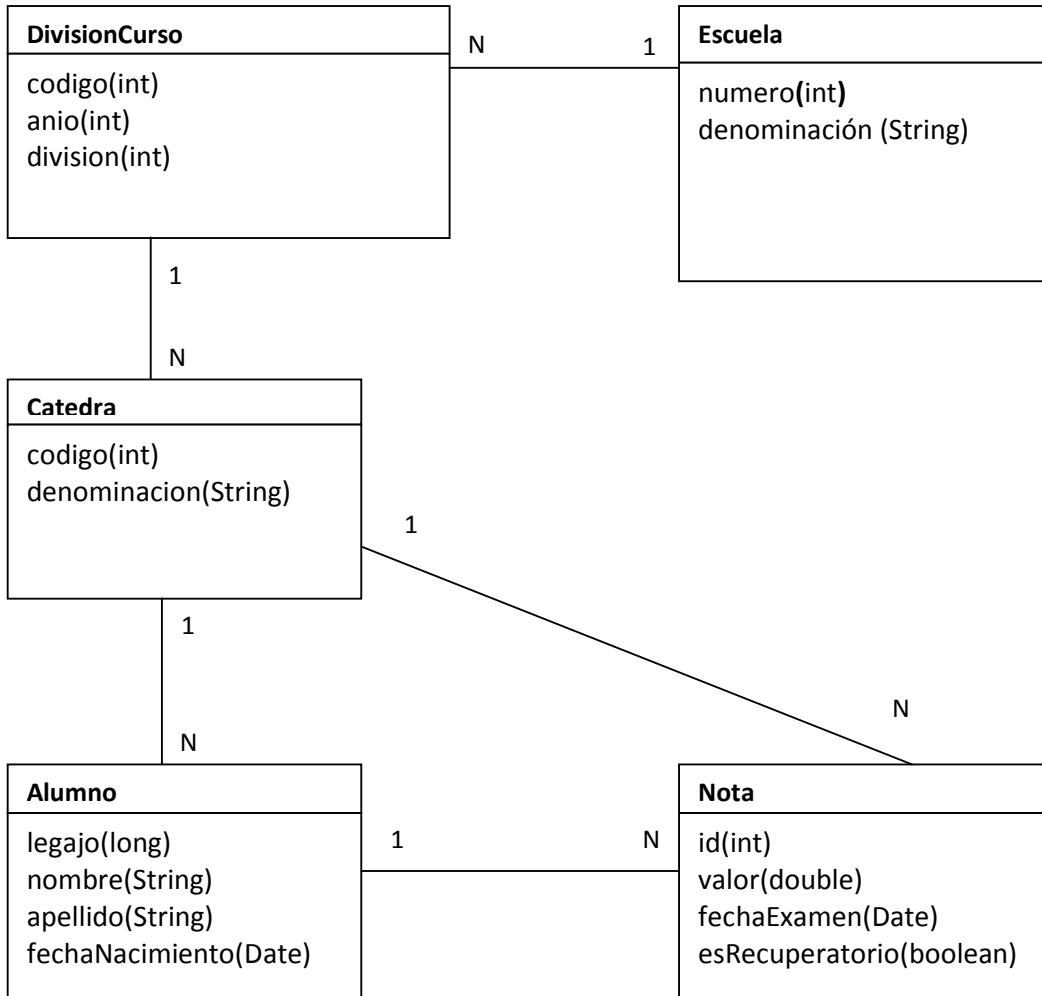 DivisionCurso
codigo(int)
anio(int)
division(int)
N
1
Escuela
numero(int)
denominación (String)
1
N
Catedra
codigo(int)
denominacion(String)
1
N
1
N
Alumno
legajo(long)
nombre(String)
apellido(String)
fechaNacimiento(Date)
1
N
Nota
id(int)
valor(double)
fechaExamen(Date)
esRecuperatorio(boolean)